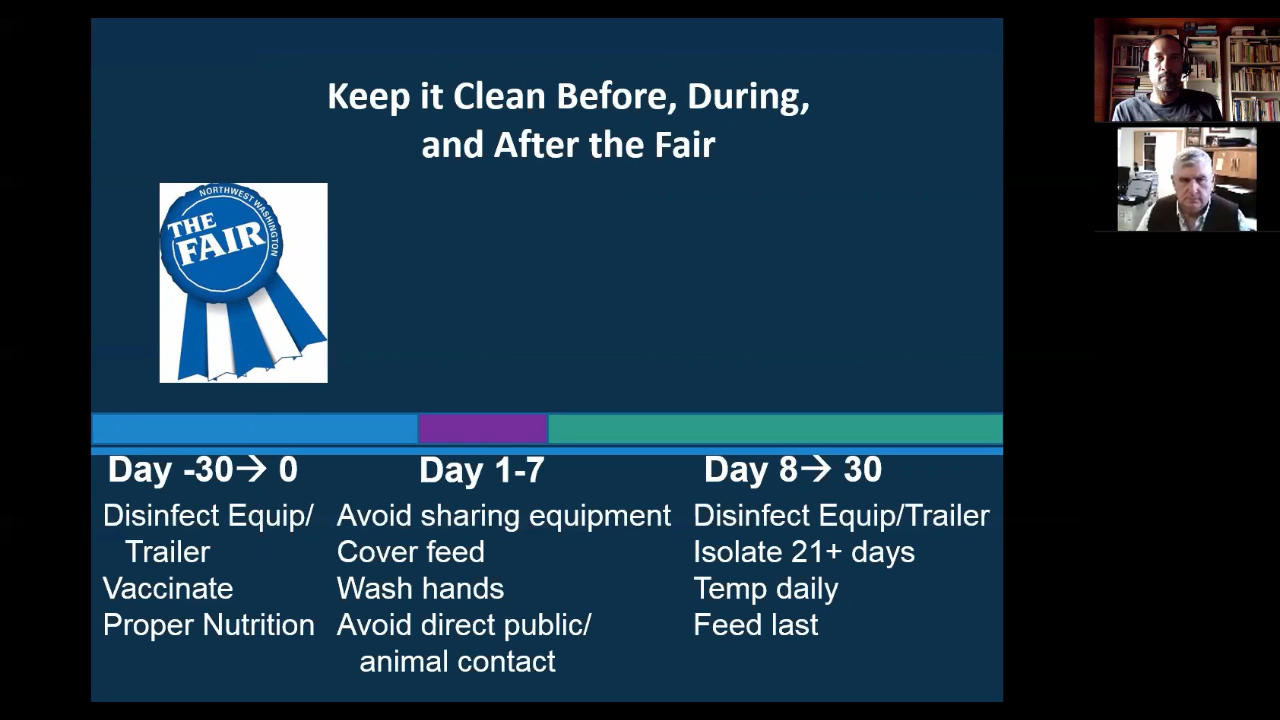 Keep it Clean Before, During,
and After the Fair
NORTHWEST WASHINGTON
THE
FAIR
Day -30→ 0
Disinfect Equip/
Trailer
Vaccinate
Proper Nutrition
Day 1-7
Avoid sharing equipment
Cover feed
Wash hands
Avoid direct public/
animal contact
Day 8→ 30
Disinfect Equip/Trailer
Isolate 21+ days
Temp daily
Feed last